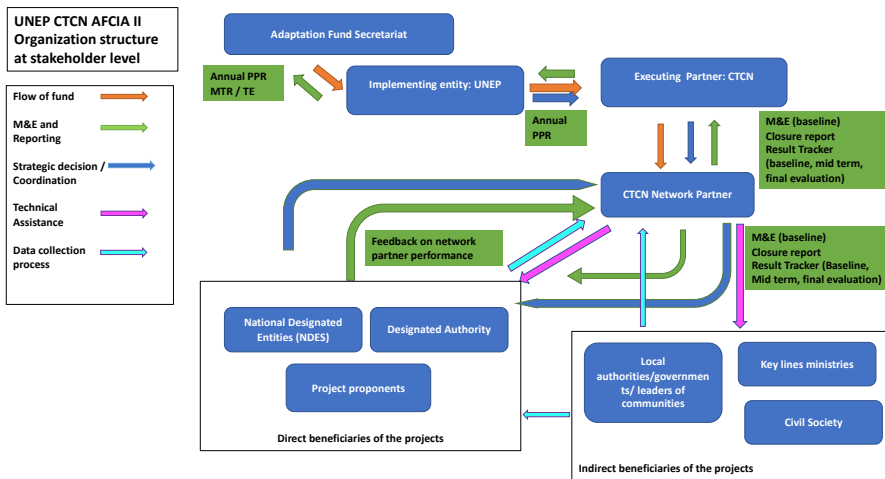 UNEP CTCN AFCIA II
Organization structure
at stakeholder level
Flow of fund
M&E and
Reporting
Strategic decision /
Coordination
Technical
Assistance
Data collection
process
Adaptation Fund Secretariat
Annual PPR
MTR / TE
Implementing entity: UNEP
Executing Partner: CTCN
Annual
PPR
M&E (baseline)
Closure report
Result Tracker
(baseline, mid term,
final evaluation)
CTCN Network Partner
Feedback on network
partner performance
M&E (baseline)
Closure report
Result Tracker (Baseline,
Mid term, final evaluation)
National Designated
Entities (NDES)
Designated Authority
Project proponents
Direct beneficiaries of the projects
Local
authorities/governmen
ts/ leaders of
communities
Key lines ministries
Civil Society
Indirect beneficiaries of the projects